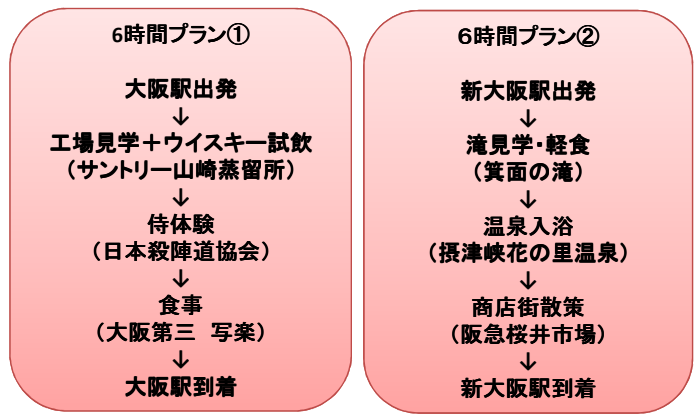 6時間プラン①
大阪駅出発
↓
工場見学＋ウイスキー試飲
（サントリー山崎蒸留所）
↓
侍体験
（日本殺陣道協会）
↓
食事
（大阪第三　写楽）
↓
大阪駅到着
６時間プラン②
新大阪駅出発
↓
滝見学・軽食
（箕面の滝）
↓
温泉入浴
（摂津峡花の里温泉）
↓
商店街散策
（阪急桜井市場）
↓
新大阪駅到着